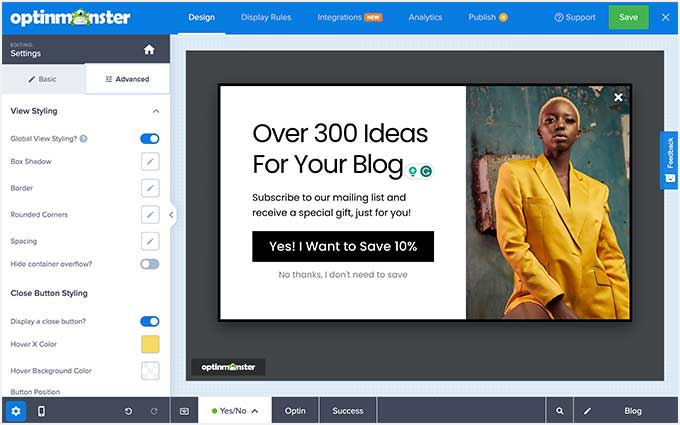 optinmonster
Design
Display Rules
Integrations NEW
Analytics
Publish
Support
Save
EDITING:
Settings
Basic
Advanced
View Styling
Global View Styling? ?
Box Shadow
Border
Rounded Corners
Spacing
Hide container overflow?
Close Button Styling
Display a close button?
Hover X Color
Hover Background Color
Button Position
Over 300 Ideas
For Your Blog
Subscribe to our mailing list and
receive a special gift, just for you!
Yes! I Want to Save 10%
No thanks, I don't need to save
Feedback
optinmonster
Yes/No
Optin
Success
Blog